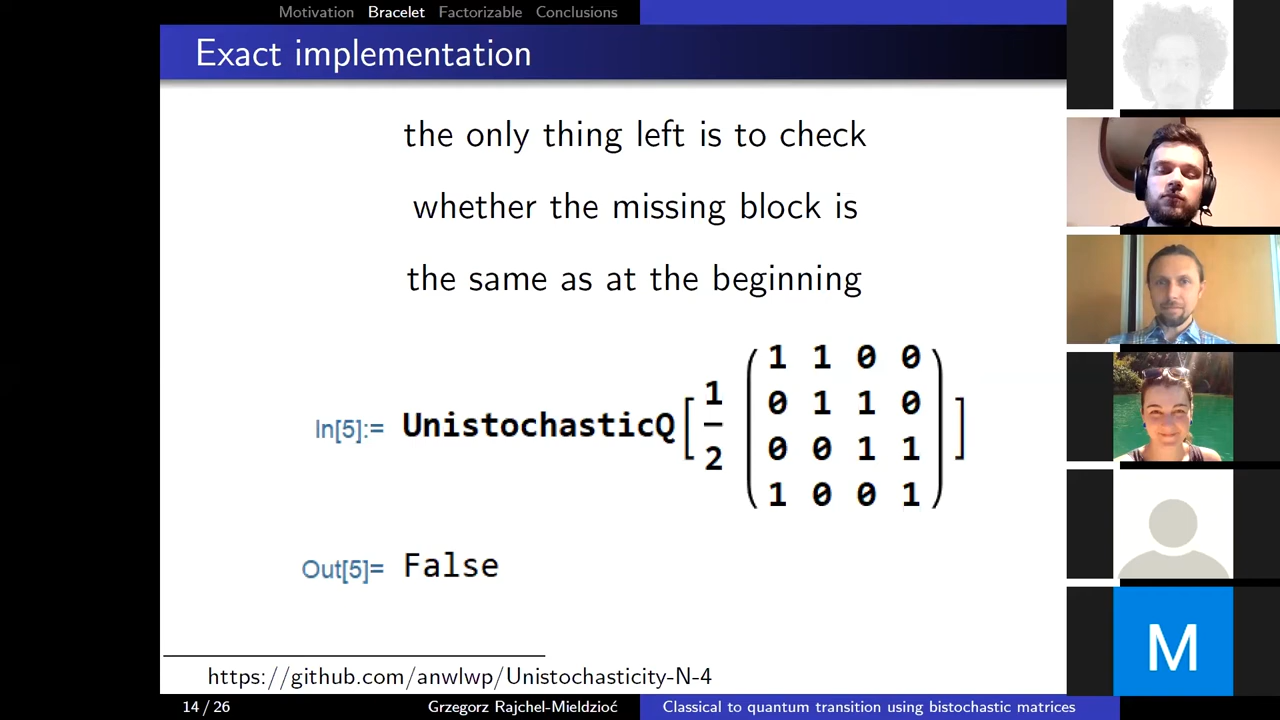 Motivation Bracelet Factorizable Conclusions
Exact implementation
the only thing left is to check
whether the missing block is
the same as at the beginning
In[5]:= UnistochasticQ[1/2 (
1 1 0 0
0 1 1 0
0 0 1 1
1 0 0 1
)]
Out[5]= False
https://github.com/anwlwp/Unistochasticity-N-4
14 / 26 Grzegorz Rajchel-Mieldzioć Classical to quantum transition using bistochastic matrices
M